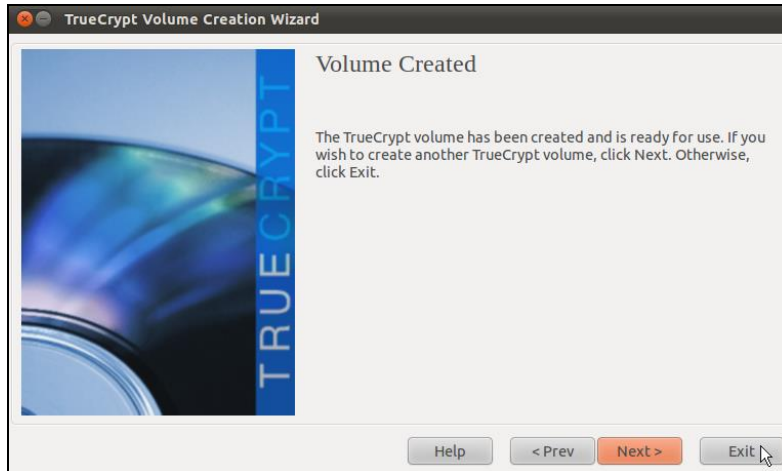 TrueCrypt Volume Creation Wizard
TRUECRYPT
Volume Created
The TrueCrypt volume has been created and is ready for use. If you
wish to create another TrueCrypt volume, click Next. Otherwise,
click Exit.
Help
< Prev
Next >
Exit